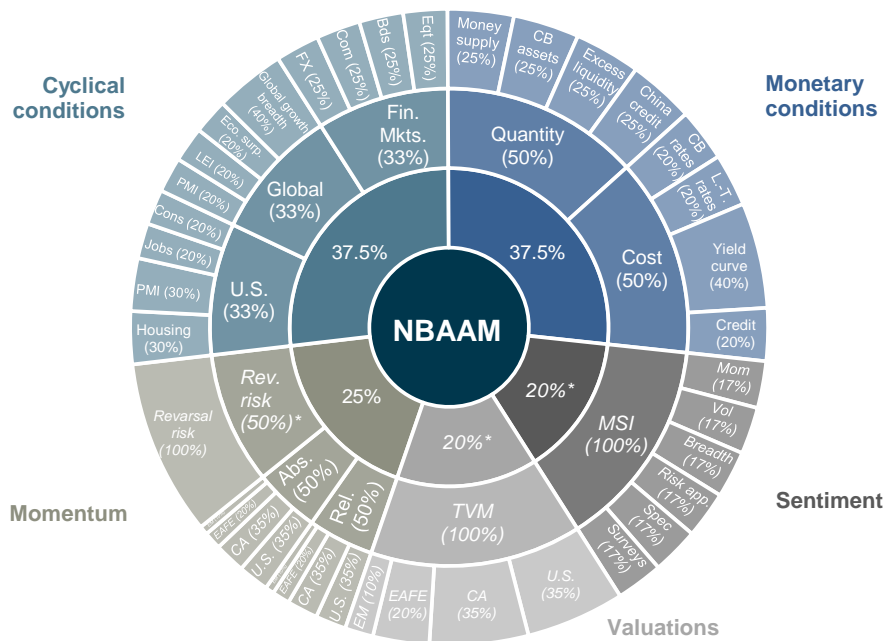 Cyclical
conditions
Monetary
conditions
Sentiment
Valuations
Momentum
NBAAM
37.5%
37.5%
20%*
20%*
25%
Quantity
(50%)
Cost
(50%)
MSI
(100%)
TVM
(100%)
Rel.
(50%)
Abs.
(50%)
Rev.
risk
(50%)*
U.S.
(33%)
Global
(33%)
Fin.
Mkts.
(33%)
Money
supply
(25%)
CB
assets
(25%)
Excess
liquidity
(25%)
China
credit
(25%)
CB
rates
(20%)
L.-T.
rates
(20%)
Yield
curve
(40%)
Credit
(20%)
Mom
(17%)
Vol
(17%)
Breadth
(17%)
Risk app.
(17%)
Spec
(17%)
Surveys
(17%)
U.S.
(35%)
CA
(35%)
EAFE
(20%)
EM (10%)
U.S. (35%)
CA (35%)
EAFE (20%)
U.S. (35%)
CA (35%)
EAFE (20%)
Revarsal
risk
(100%)
Housing
(30%)
PMI (30%)
Jobs (20%)
Cons (20%)
PMI (20%)
LEI (20%)
Eco. surp.
(20%)
Global growth
breadth
(40%)
FX (25%)
Com (25%)
Bds (25%)
Eqt (25%)